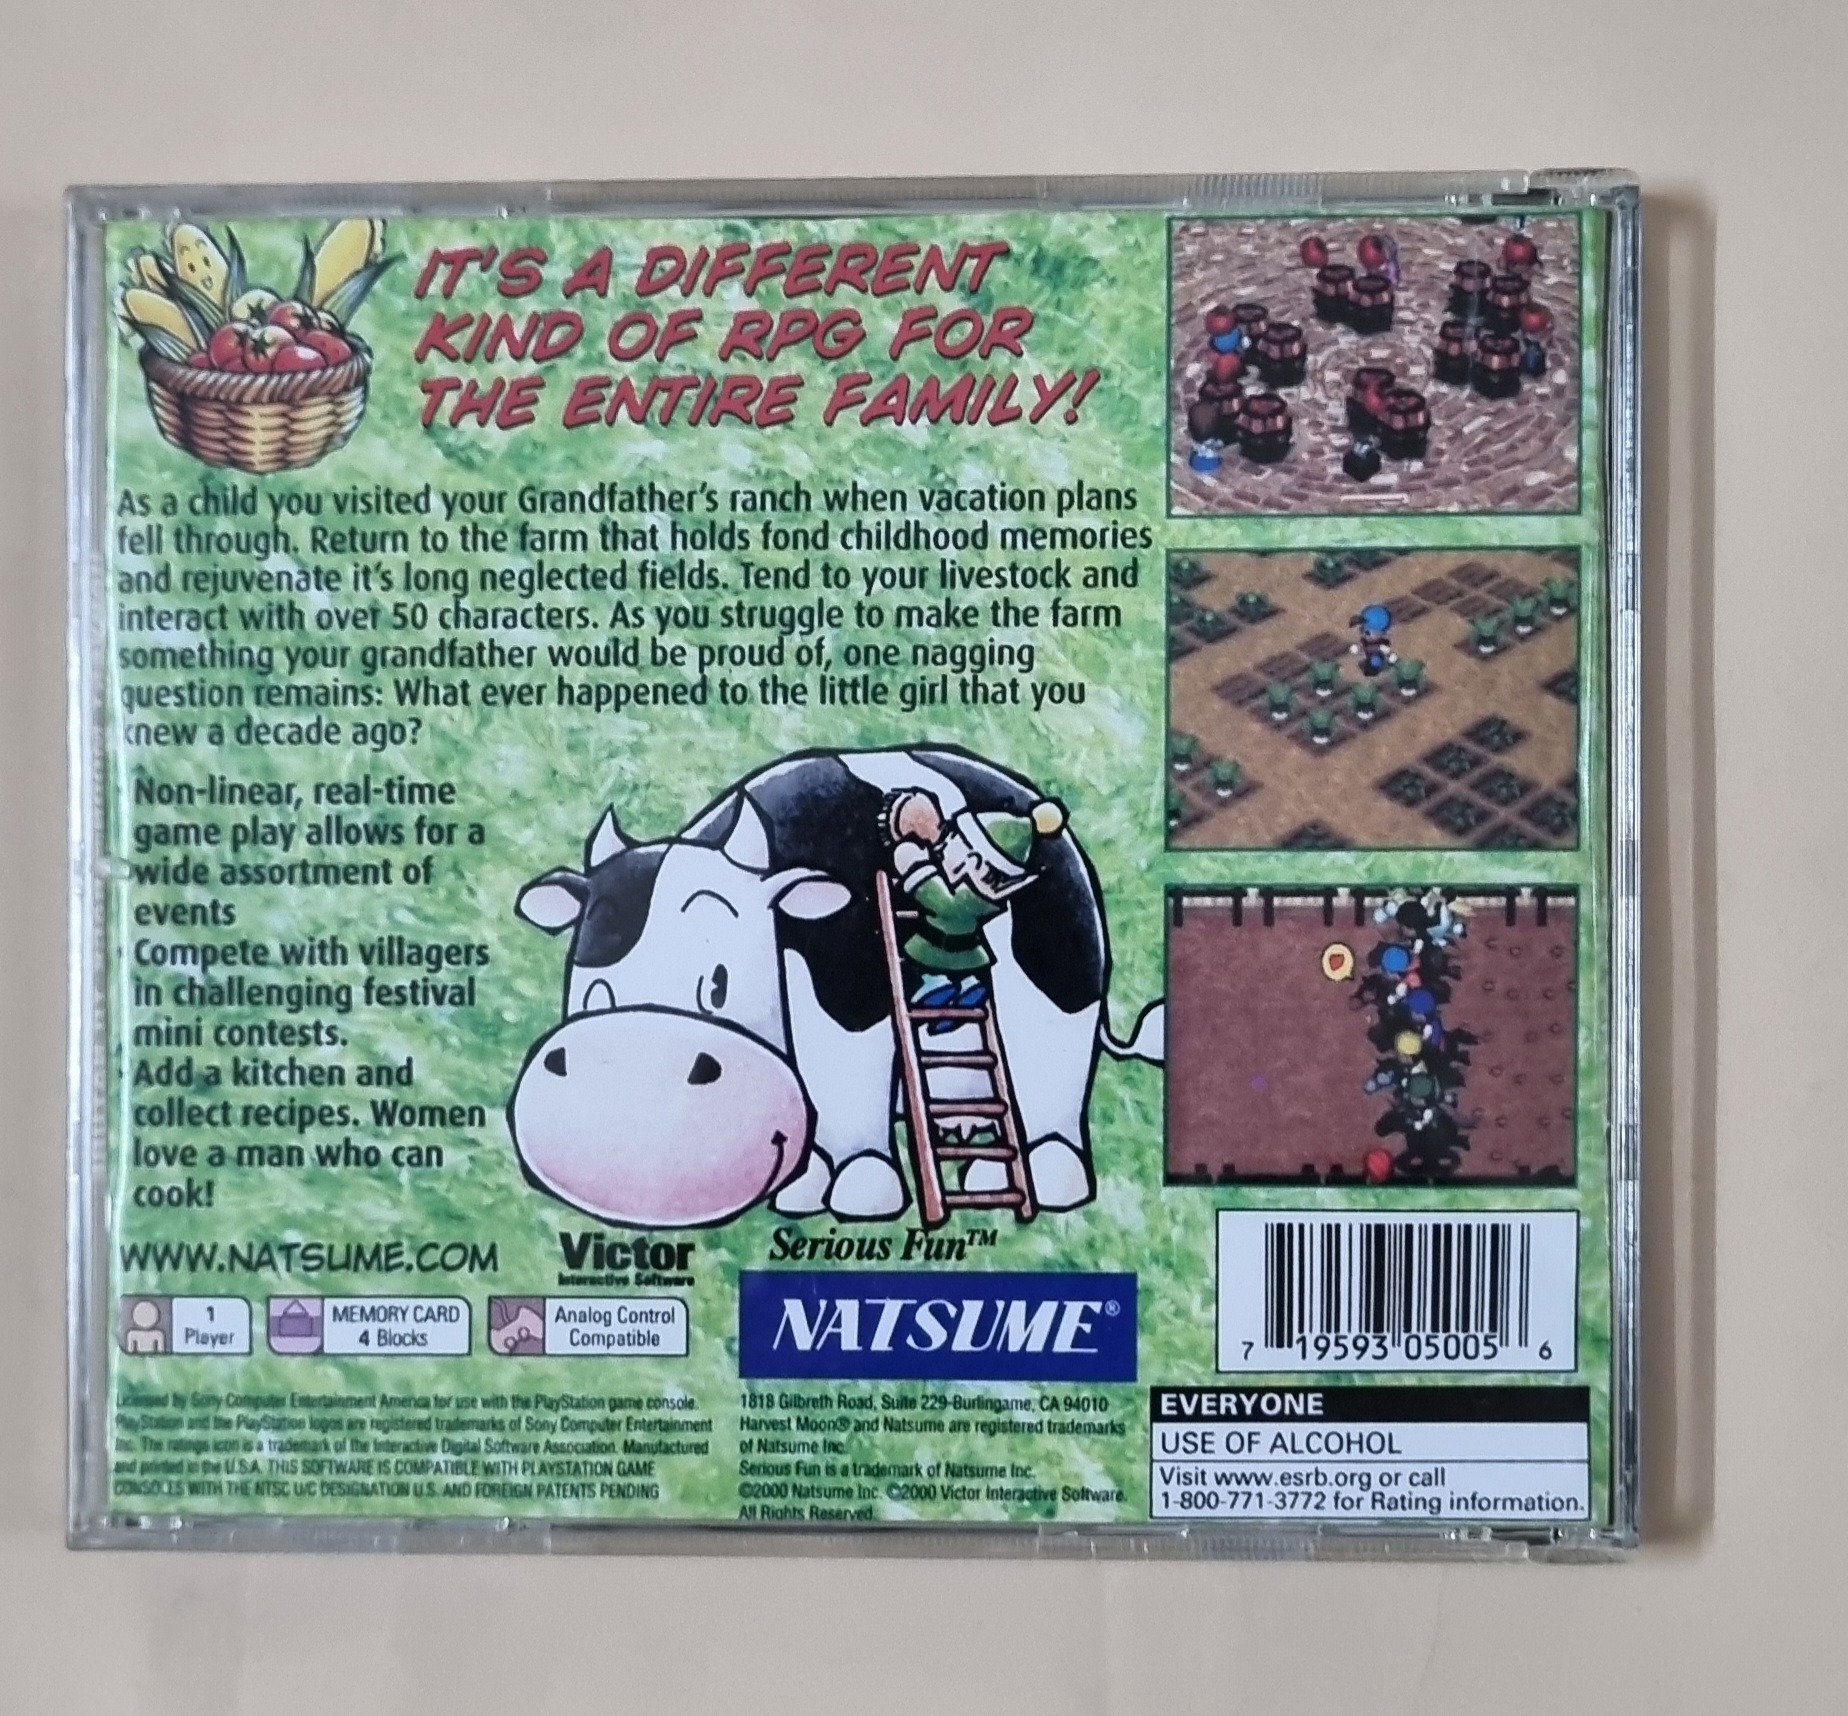 IT'S A DIFFERENT
KIND OF RPG FOR
THE ENTIRE FAMILY!
As a child you visited your Grandfather's ranch when vacation plans
fell through. Return to the farm that holds fond childhood memories
and rejuvenate it's long neglected fields. Tend to your livestock and
interact with over 50 characters. As you struggle to make the farm
something your grandfather would be proud of, one nagging
question remains: What ever happened to the little girl that you
knew a decade ago?
Non-linear, real-time
game play allows for a
wide assortment of
events
Compete with villagers
in challenging festival
mini contests.
Add a kitchen and
collect recipes. Women
love a man who can
cook!
WWW.NATSUME.COM
Victor
Interactive Software
Serious Fun™
NATSUME®
1
Player
MEMORY CARD
4 Blocks
Analog Control
Compatible
7 19593 05005 6
Licensed by Sony Computer Entertainment America for use with the PlayStation game console.
PlayStation and the PlayStation logos are registered trademarks of Sony Computer Entertainment
Inc. The ratings icon is a trademark of the Interactive Digital Software Association. Manufactured
and printed in the U.S.A. THIS SOFTWARE IS COMPATIBLE WITH PLAYSTATION GAME
CONSOLES WITH THE NTSC U/C DESIGNATION U.S. AND FOREIGN PATENTS PENDING
1818 Gilbreth Road, Suite 229-Burlingame, CA 94010
Harvest Moon® and Natsume are registered trademarks
of Natsume Inc.
Serious Fun is a trademark of Natsume Inc.
©2000 Natsume Inc. ©2000 Victor Interactive Software.
All Rights Reserved.
EVERYONE
USE OF ALCOHOL
Visit www.esrb.org or call
1-800-771-3772 for Rating information.